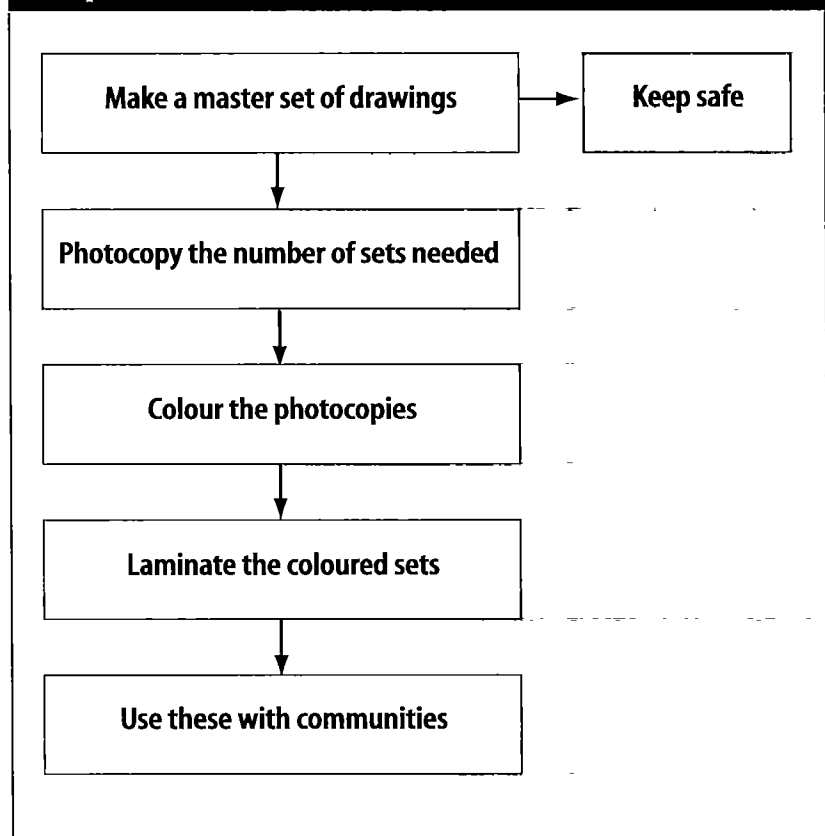 Make a master set of drawings
Keep safe
Photocopy the number of sets needed
Colour the photocopies
Laminate the coloured sets
Use these with communities